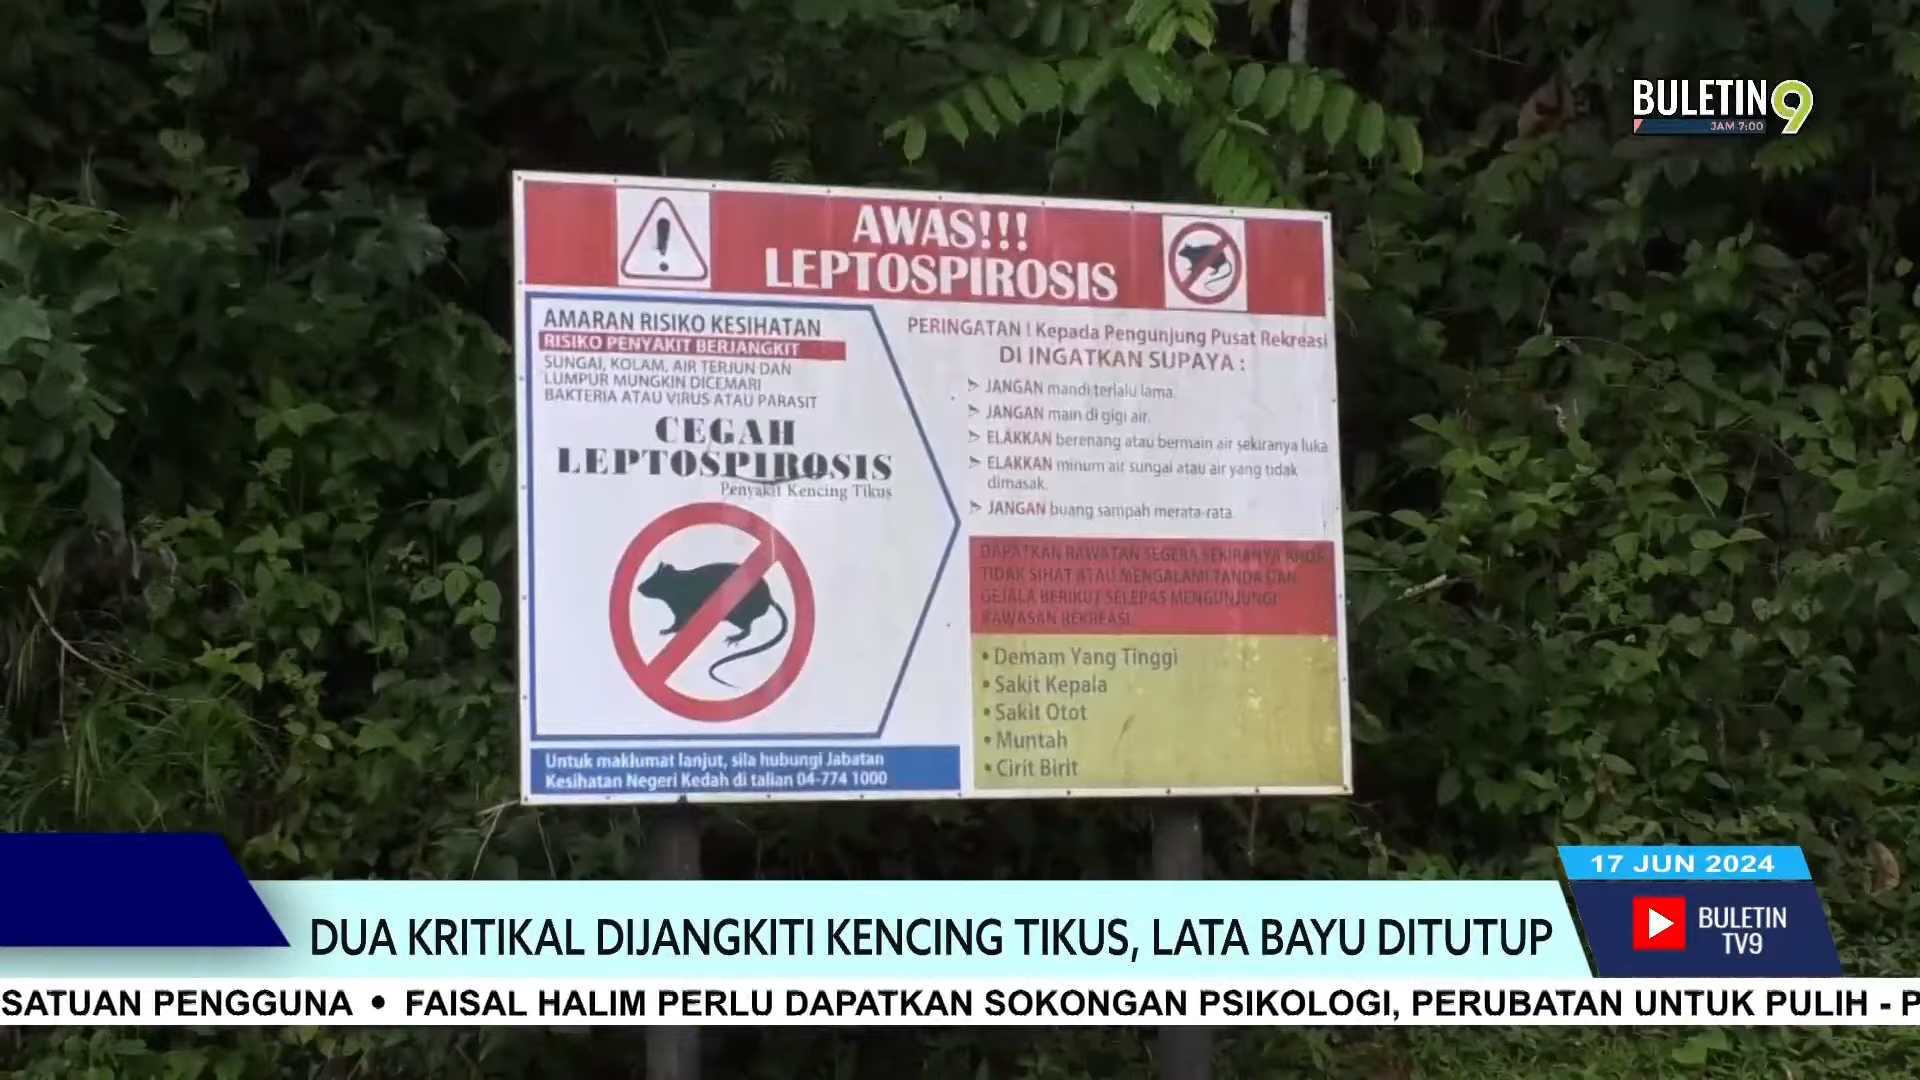 BULETIN 9
JAM 7:00
AWAS!!!
LEPTOSPIROSIS
AMARAN RISIKO KESIHATAN
RISIKO PENYAKIT BERJANGKIT
SUNGAI, KOLAM, AIR TERJUN DAN
LUMPUR MUNGKIN DICEMARI
BAKTERIA ATAU VIRUS ATAU PARASIT
CEGAH
LEPTOSPIROSIS
Penyakit Kencing Tikus
Untuk maklumat lanjut, sila hubungi Jabatan
Kesihatan Negeri Kedah di talian 04-774 1000
PERINGATAN ! Kepada Pengunjung Pusat Rekreasi
DI INGATKAN SUPAYA :
JANGAN mandi terlalu lama.
JANGAN main di gigi air.
ELAKKAN berenang atau bermain air sekiranya luka
ELAKKAN minum air sungai atau air yang tidak
dimasak.
JANGAN buang sampah merata-rata.
DAPATKAN RAWATAN SEGERA SEKIRANYA ANDA
TIDAK SIHAT ATAU MENGALAMI TANDA DAN
GEJALA BERIKUT SELEPAS MENGUNJUNGI
KAWASAN REKREASI.
• Demam Yang Tinggi
• Sakit Kepala
• Sakit Otot
• Muntah
• Cirit Birit
17 JUN 2024
DUA KRITIKAL DIJANGKITI KENCING TIKUS, LATA BAYU DITUTUP
BULETIN
TV9
SATUAN PENGGUNA • FAISAL HALIM PERLU DAPATKAN SOKONGAN PSIKOLOGI, PERUBATAN UNTUK PULIH - P